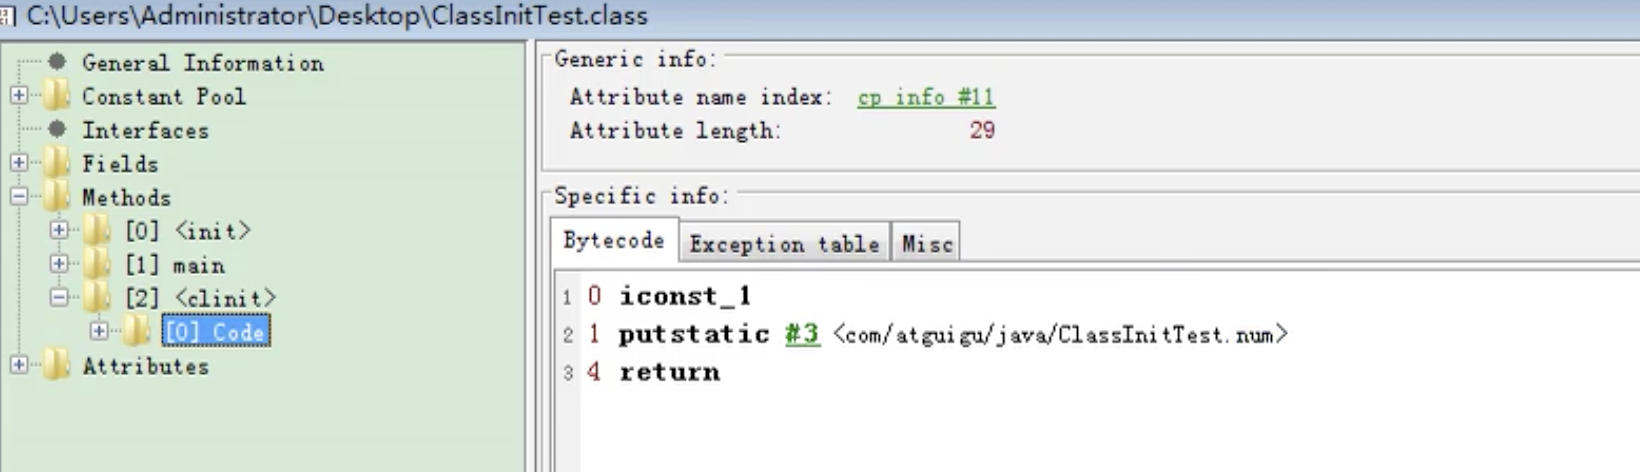 C:\Users\Administrator\Desktop\ClassInitTest.class
General Information
Constant Pool
Interfaces
Fields
Methods
[0] <init>
[1] main
[2] <clinit>
[0] Code
Attributes
Generic info:
Attribute name index: cp info #11
Attribute length: 29
Specific info:
Bytecode Exception table Misc
1 0 iconst_1
2 1 putstatic #3 <com/atguigu/java/ClassInitTest.num>
3 4 return